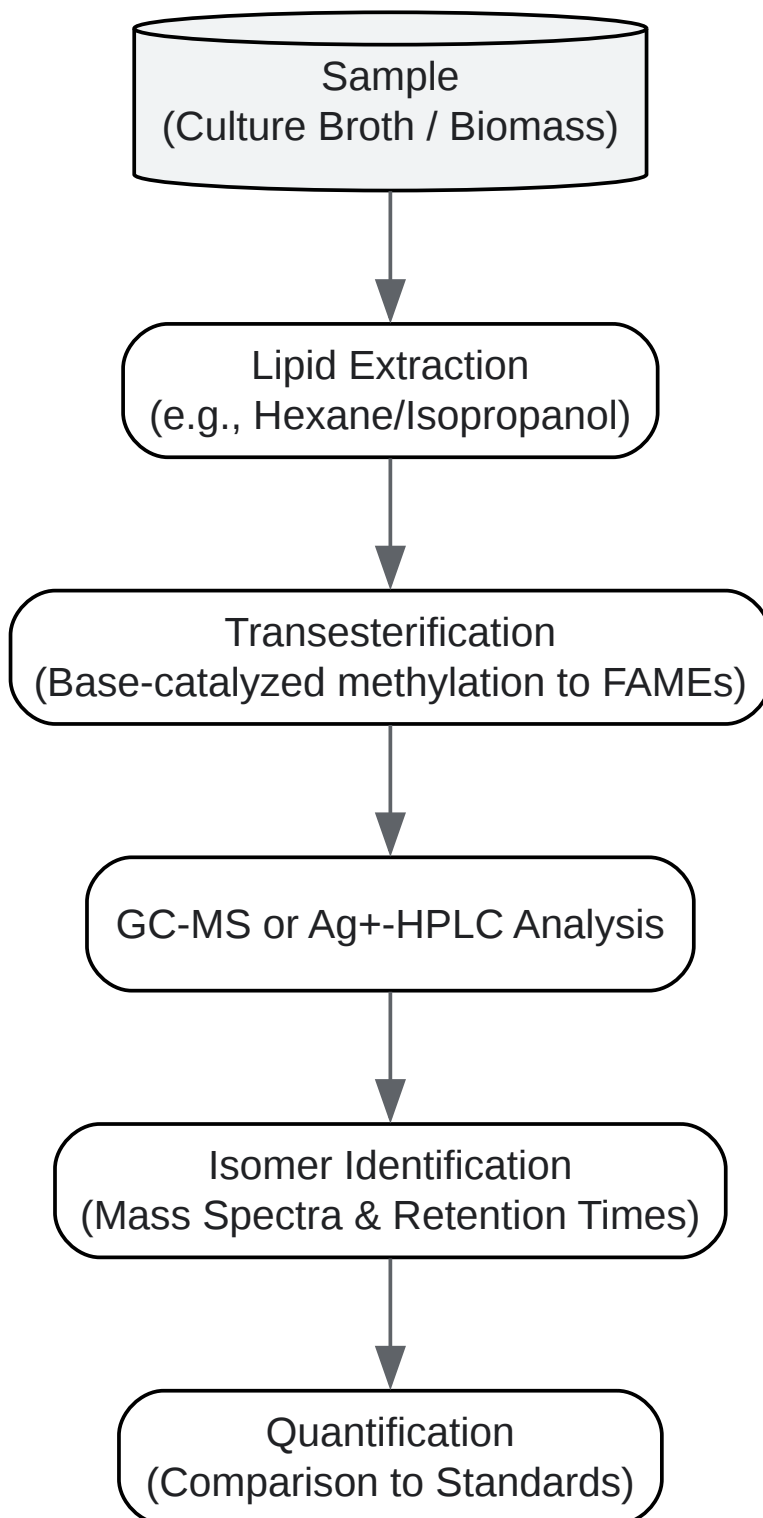 Sample
(Culture Broth / Biomass)
Lipid Extraction
(e.g., Hexane/Isopropanol)
Transesterification
(Base-catalyzed methylation to FAMEs)
GC-MS or Ag+-HPLC Analysis
Isomer Identification
(Mass Spectra & Retention Times)
Quantification
(Comparison to Standards)